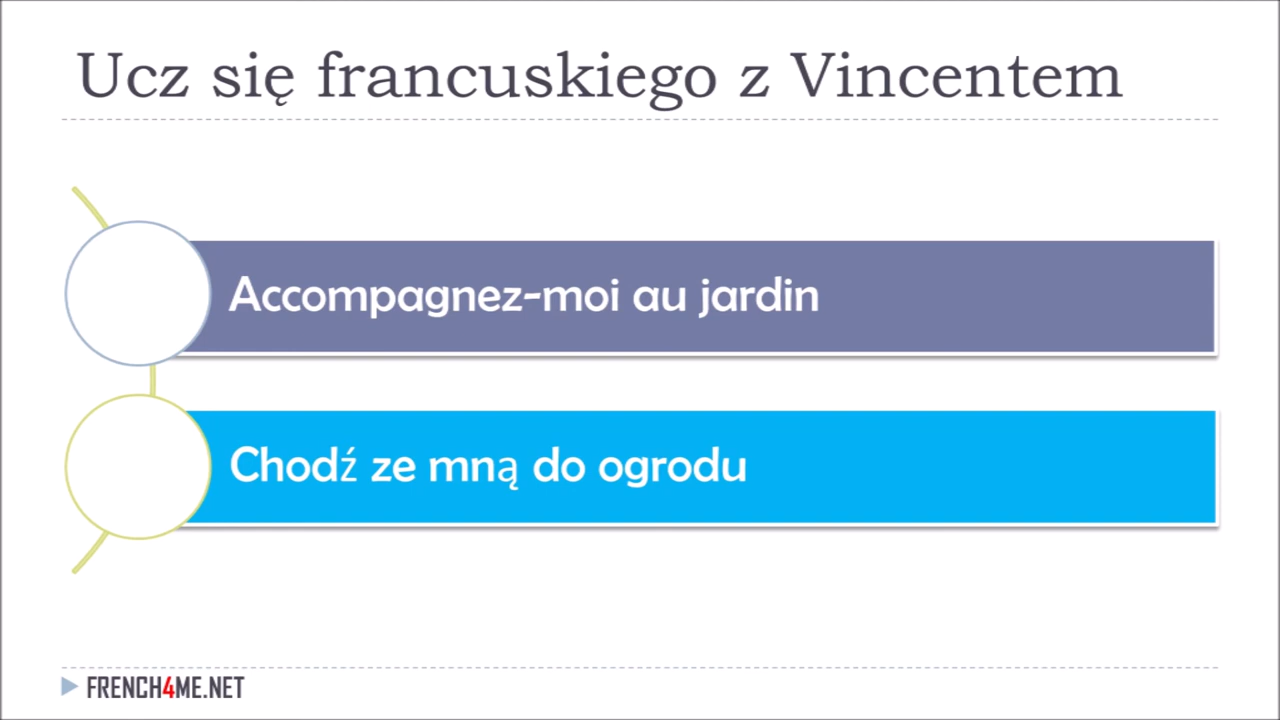 Ucz się francuskiego z Vincentem
Accompagnez-moi au jardin
Chodź ze mną do ogrodu
FRENCH4ME.NET